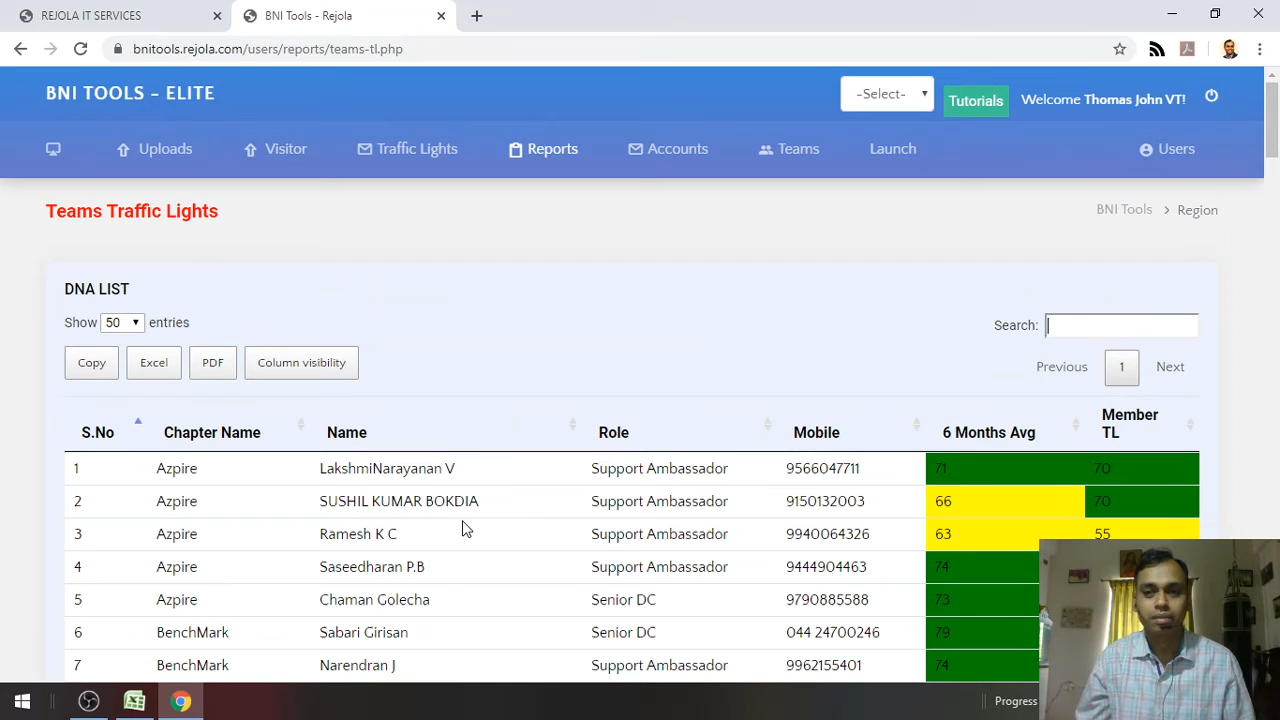 REJOLA IT SERVICES
BNI Tools - Rejola
bnitools.rejola.com/users/reports/teams-tl.php
BNI TOOLS - ELITE
-Select-
Tutorials
Welcome Thomas John VT!
Uploads
Visitor
Traffic Lights
Reports
Accounts
Teams
Launch
Users
Teams Traffic Lights
BNI Tools > Region
DNA LIST
Show 50 entries
Search:
Copy
Excel
PDF
Column visibility
Previous 1 Next
S.No Chapter Name Name Role Mobile 6 Months Avg Member TL
1 Azpire LakshmiNarayanan V Support Ambassador 9566047711 71 70
2 Azpire SUSHIL KUMAR BOKDIA Support Ambassador 9150132003 66 70
3 Azpire Ramesh K C Support Ambassador 9940064326 63 55
4 Azpire Saseedharan P.B Support Ambassador 9444904463 74
5 Azpire Chaman Golecha Senior DC 9790885588 73
6 BenchMark Sabari Girisan Senior DC 044 24700246 79
7 BenchMark Narendran J Support Ambassador 9962155401 74
Progress